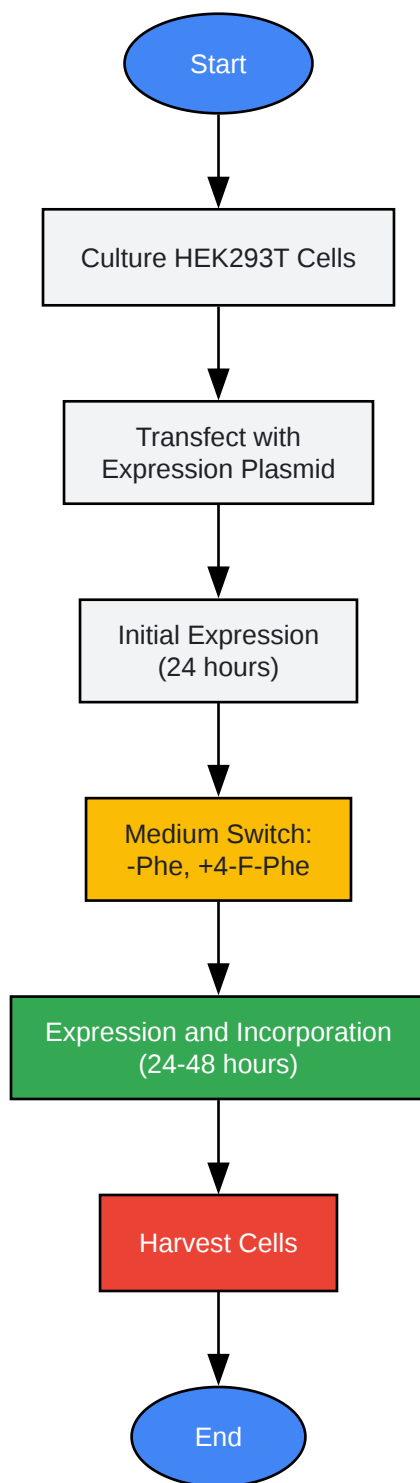 Start
Culture HEK293T Cells
Transfect with
Expression Plasmid
Initial Expression
(24 hours)
Medium Switch:
-Phe, +4-F-Phe
Expression and Incorporation
(24-48 hours)
Harvest Cells
End